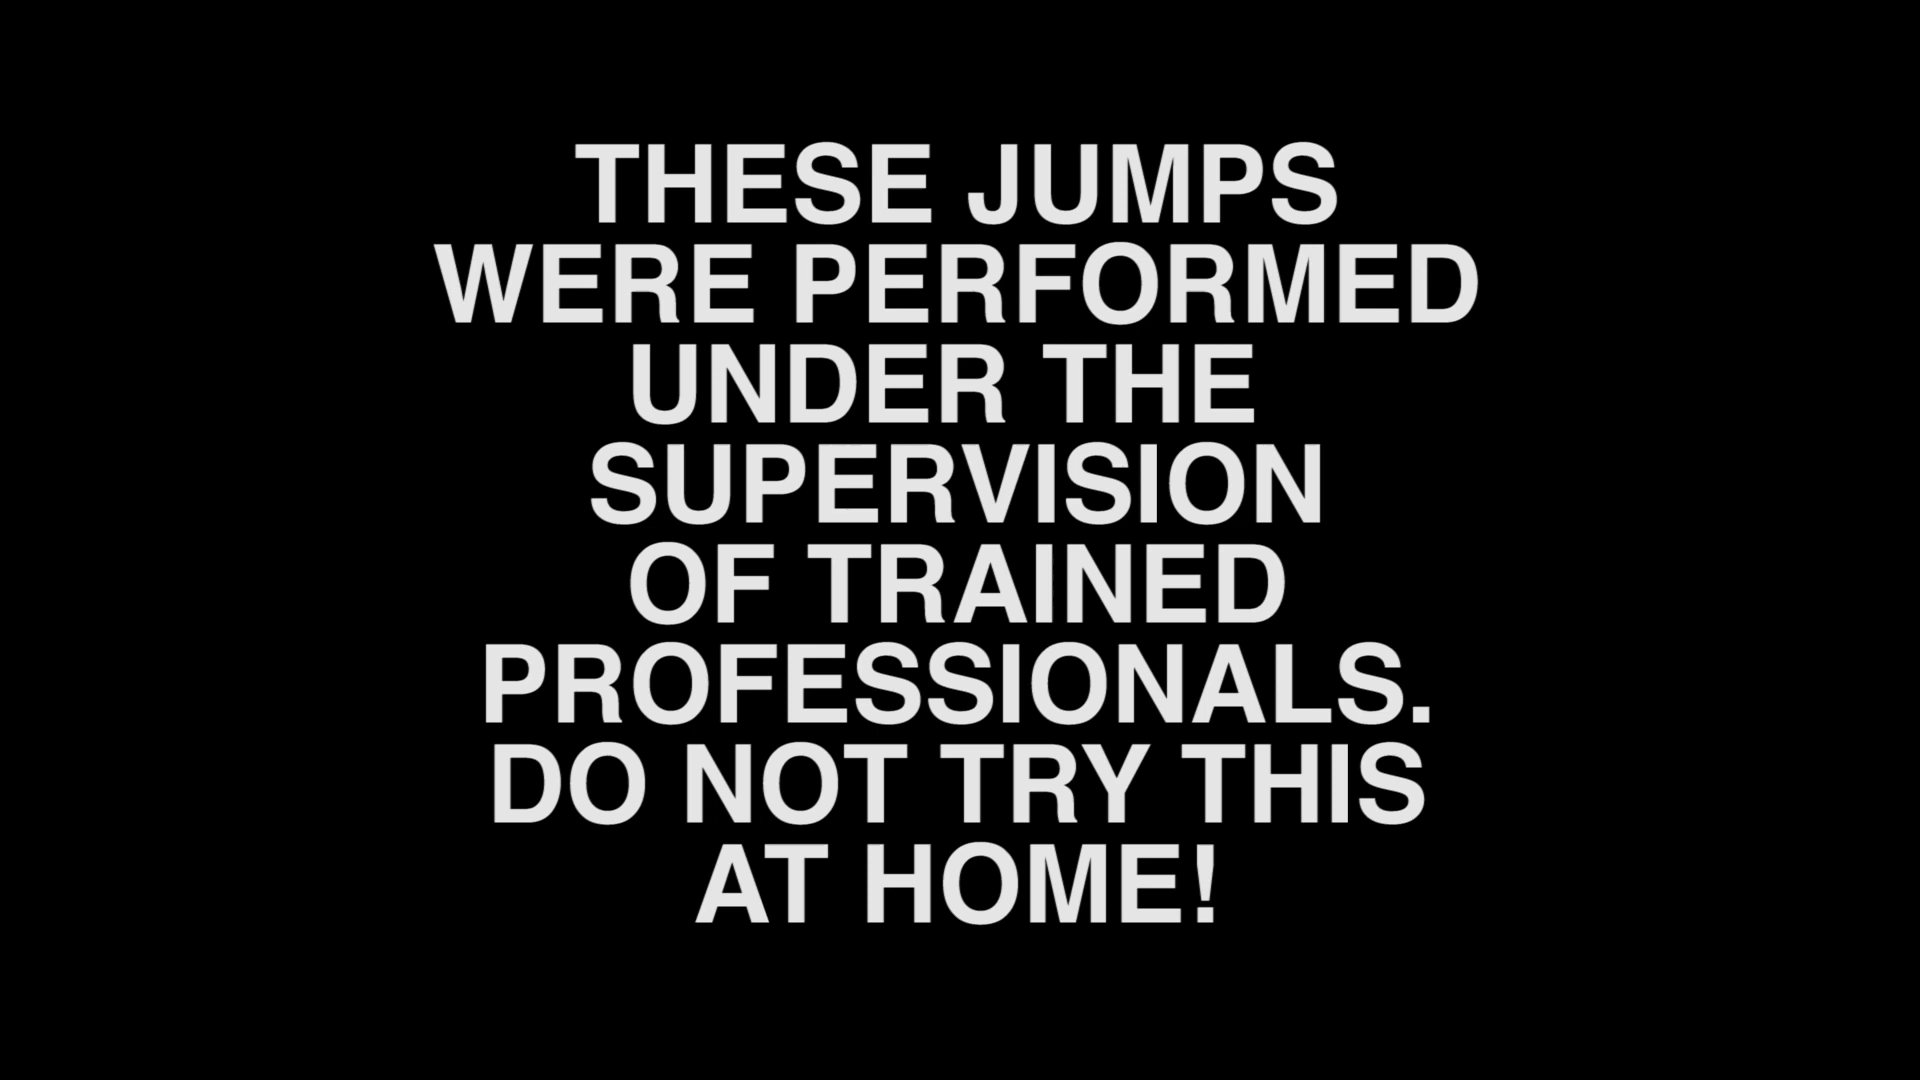 THESE JUMPS
WERE PERFORMED
UNDER THE
SUPERVISION
OF TRAINED
PROFESSIONALS.
DO NOT TRY THIS
AT HOME!